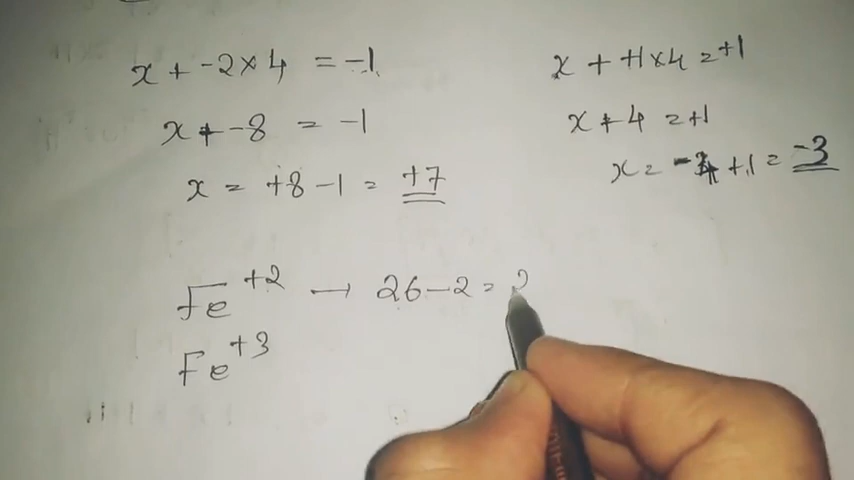 x + -2×4 = -1
x + -8 = -1
x = +8 -1 = +7
x + +1×4 = +1
x + 4 = +1
x = -4 +1 = -3
Fe+2 → 26-2 = 2
Fe+3